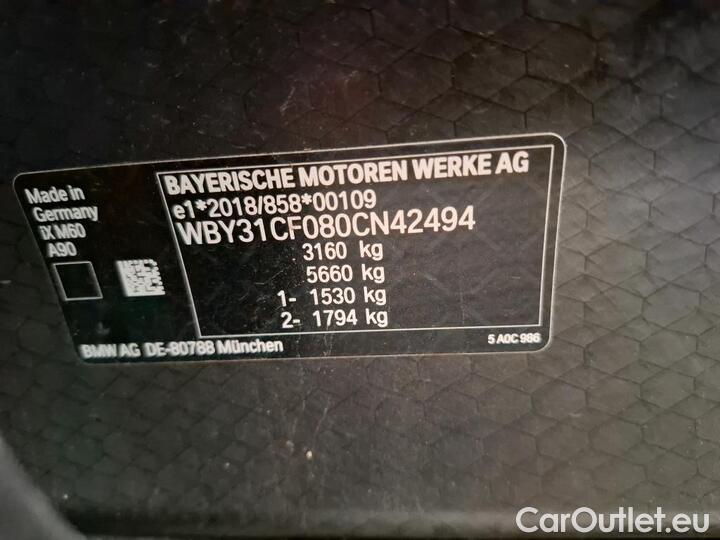 Made in
Germany
iX M60
A90
BAYERISCHE MOTOREN WERKE AG
e1*2018/858*00109
WBY31CF080CN42494
3160 kg
5660 kg
1- 1530 kg
2- 1794 kg
BMW AG DE-80788 München
5 A0C 986
CarOutlet.eu